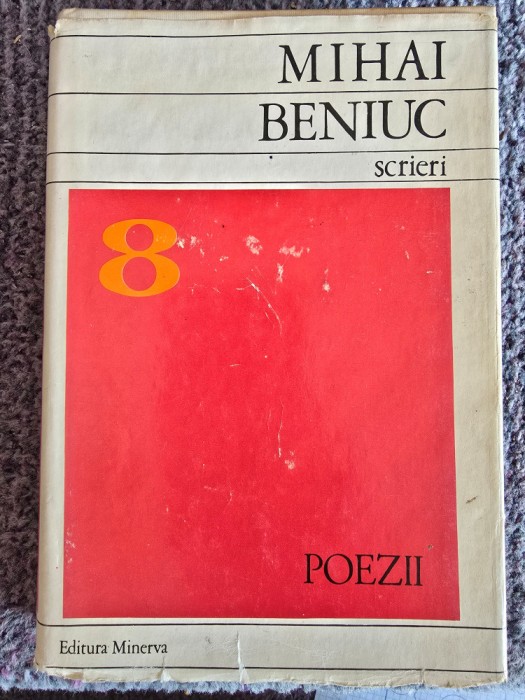 MIHAI
BENIUC
scrieri
8
POEZII
Editura Minerva